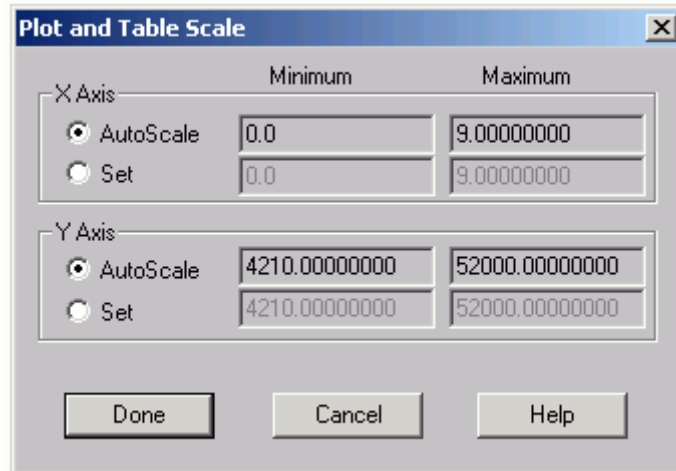 Plot and Table Scale
Minimum Maximum
X Axis
AutoScale 0.0 9.00000000
Set 0.0 9.00000000
Y Axis
AutoScale 4210.00000000 52000.00000000
Set 4210.00000000 52000.00000000
Done Cancel Help